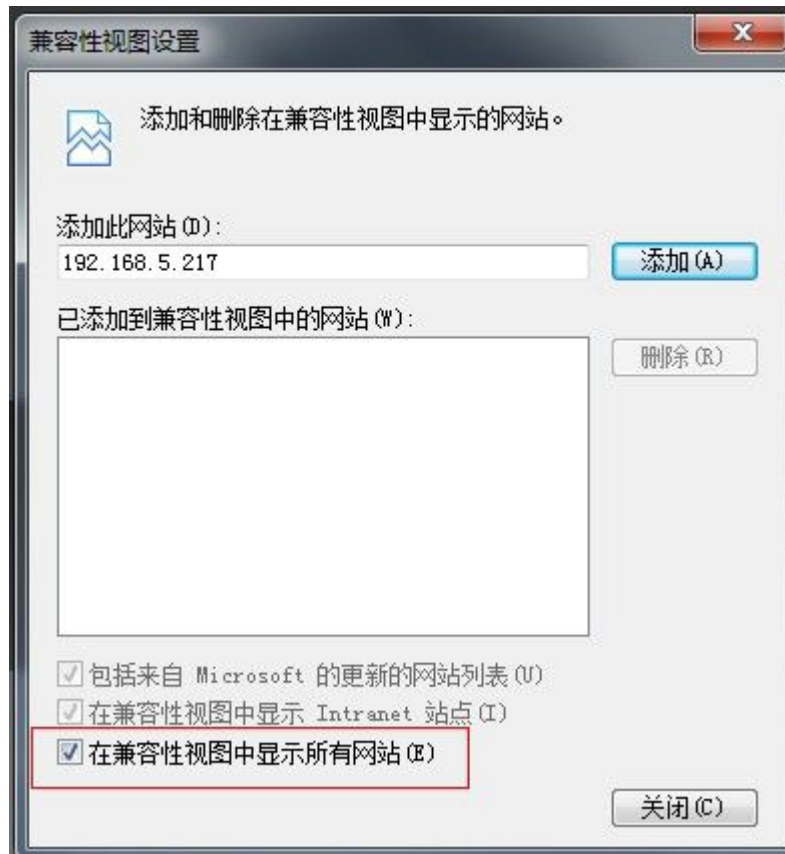 兼容性视图设置
添加和删除在兼容性视图中显示的网站。
添加此网站(D):
192.168.5.217
添加(A)
已添加到兼容性视图中的网站(W):
删除(R)
包括来自 Microsoft 的更新的网站列表(U)
在兼容性视图中显示 Intranet 站点(I)
在兼容性视图中显示所有网站(E)
关闭(C)